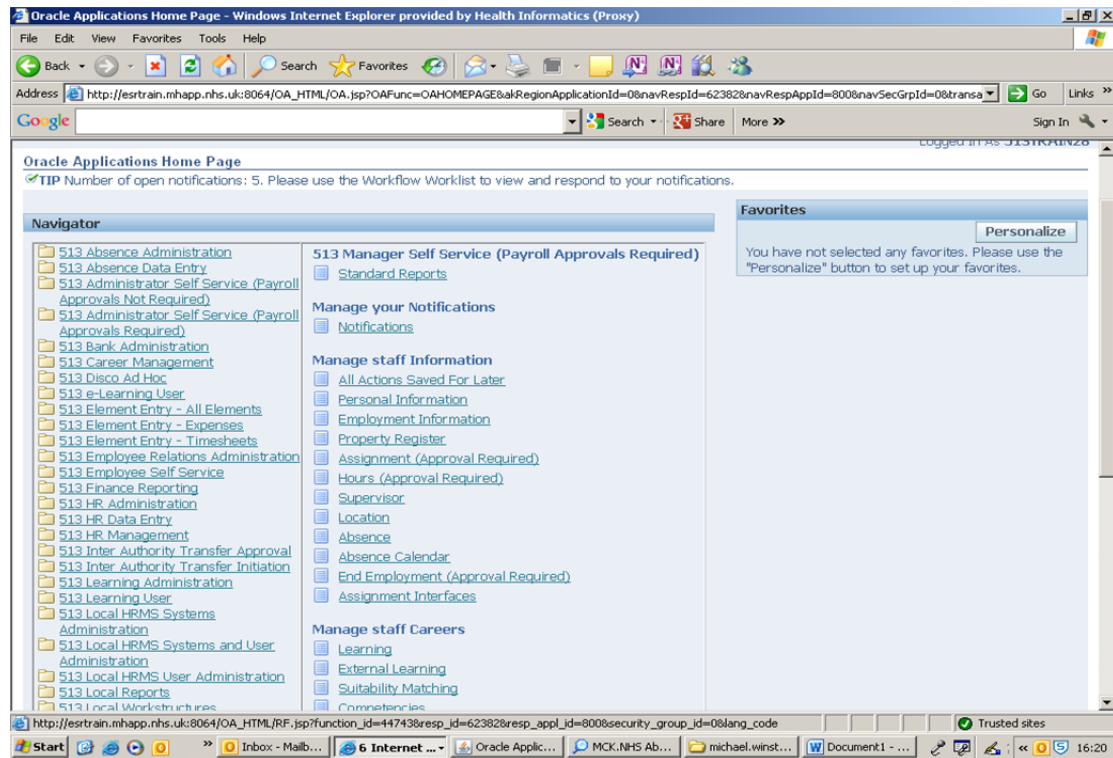 Oracle Applications Home Page - Windows Internet Explorer provided by Health Informatics (Proxy)
File Edit View Favorites Tools Help
Back Search Favorites
Address http://esrtrain.mhapp.nhs.uk:8064/OA_HTML/OA.jsp?OAFunc=OAHOMEPAGE&akRegionApplicationId=0&navRespId=62382&navRespAppId=800&navSecGrpId=0&transa Go Links »
Google Search Share More » Sign In
Logged In As 513TRAIN28
Oracle Applications Home Page
TIP Number of open notifications: 5. Please use the Workflow Worklist to view and respond to your notifications.
Navigator
513 Absence Administration
513 Absence Data Entry
513 Administrator Self Service (Payroll
Approvals Not Required)
513 Administrator Self Service (Payroll
Approvals Required)
513 Bank Administration
513 Career Management
513 Disco Ad Hoc
513 e-Learning User
513 Element Entry - All Elements
513 Element Entry - Expenses
513 Element Entry - Timesheets
513 Employee Relations Administration
513 Employee Self Service
513 Finance Reporting
513 HR Administration
513 HR Data Entry
513 HR Management
513 Inter Authority Transfer Approval
513 Inter Authority Transfer Initiation
513 Learning Administration
513 Learning User
513 Local HRMS Systems
Administration
513 Local HRMS Systems and User
Administration
513 Local HRMS User Administration
513 Local Reports
513 Local Workstructures
513 Manager Self Service (Payroll Approvals Required)
Standard Reports
Manage your Notifications
Notifications
Manage staff Information
All Actions Saved For Later
Personal Information
Employment Information
Property Register
Assignment (Approval Required)
Hours (Approval Required)
Supervisor
Location
Absence
Absence Calendar
End Employment (Approval Required)
Assignment Interfaces
Manage staff Careers
Learning
External Learning
Suitability Matching
Competencies
Favorites
Personalize
You have not selected any favorites. Please use the
"Personalize" button to set up your favorites.
http://esrtrain.mhapp.nhs.uk:8064/OA_HTML/RF.jsp?function_id=4474&resp_id=62382&resp_appl_id=800&security_group_id=0&lang_code Trusted sites
Start » Inbox - Mailb... 6 Internet ... Oracle Applic... MCK.NHS Ab... michael.winst... Document1 - ... « 16:20